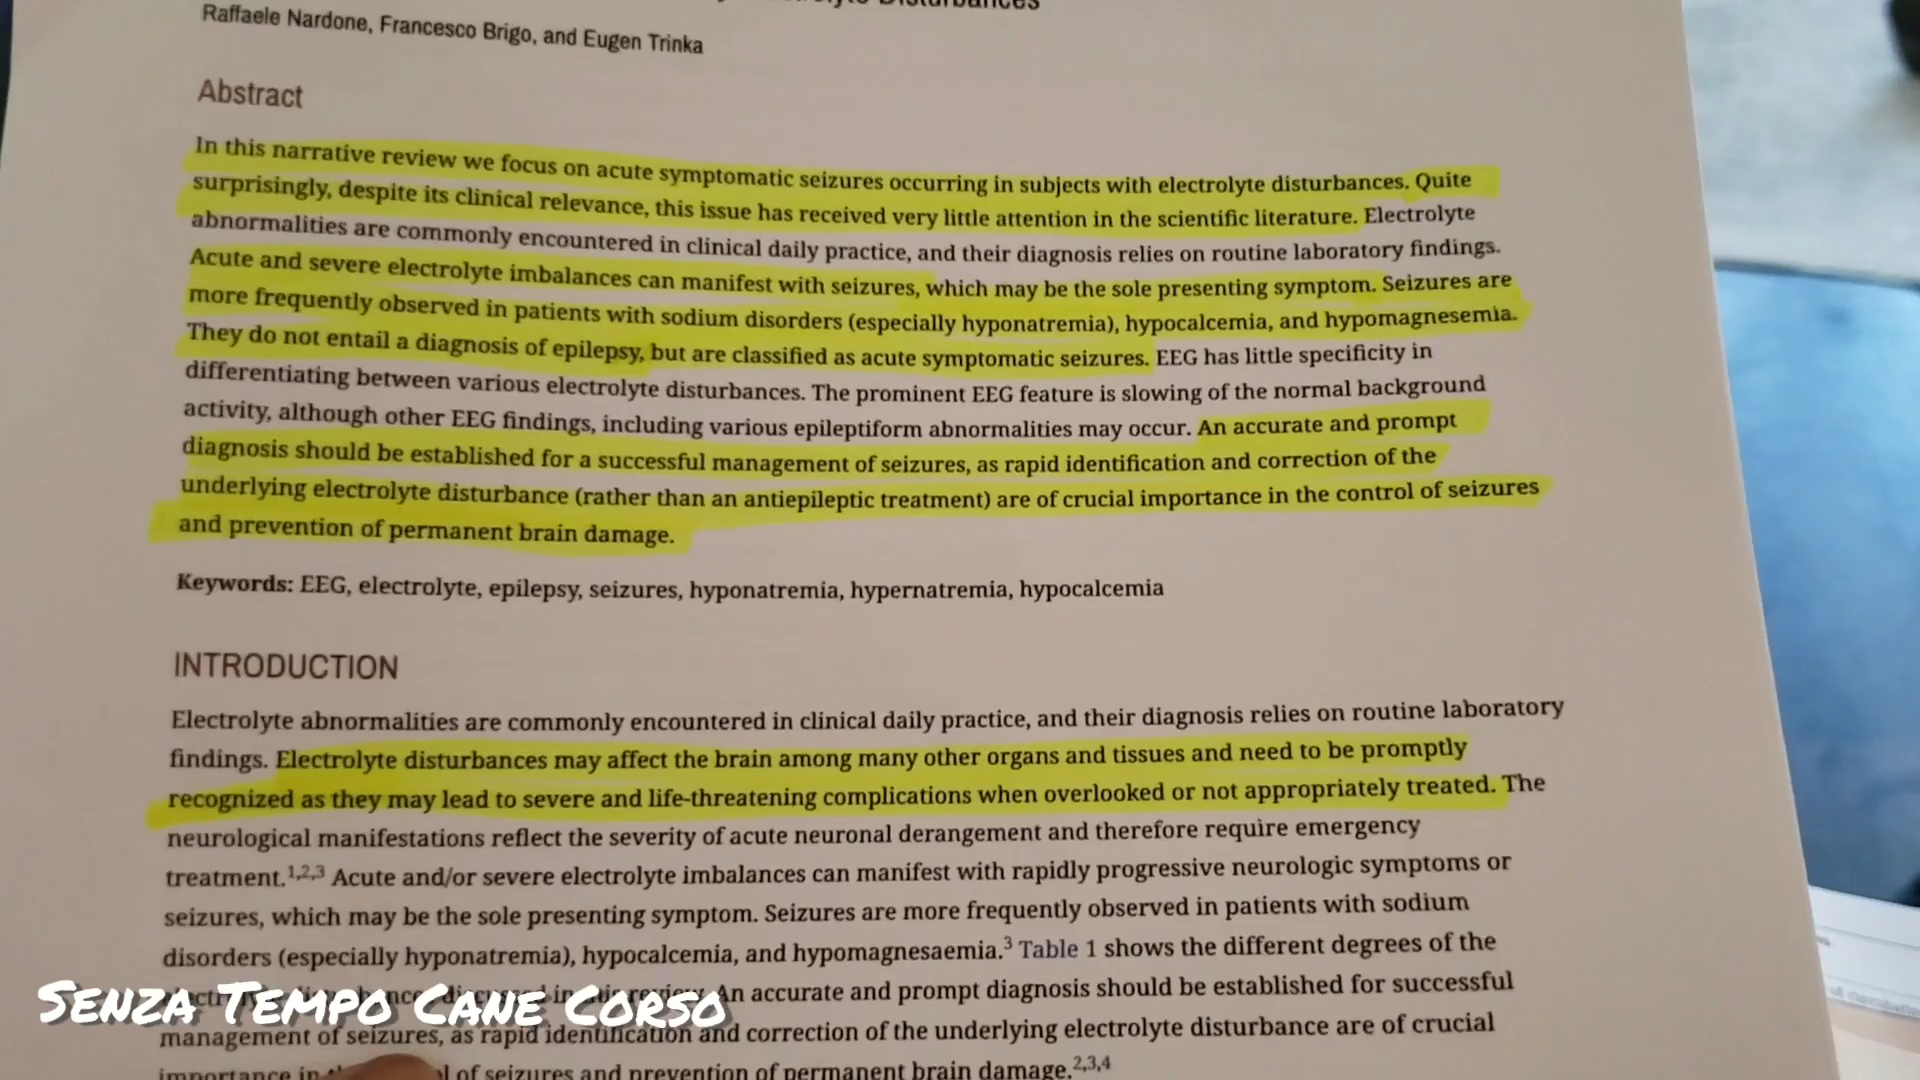 Disturbances
Raffaele Nardone, Francesco Brigo, and Eugen Trinka
Abstract
In this narrative review we focus on acute symptomatic seizures occurring in subjects with electrolyte disturbances. Quite
surprisingly, despite its clinical relevance, this issue has received very little attention in the scientific literature. Electrolyte
abnormalities are commonly encountered in clinical daily practice, and their diagnosis relies on routine laboratory findings.
Acute and severe electrolyte imbalances can manifest with seizures, which may be the sole presenting symptom. Seizures are
more frequently observed in patients with sodium disorders (especially hyponatremia), hypocalcemia, and hypomagnesemia.
They do not entail a diagnosis of epilepsy, but are classified as acute symptomatic seizures. EEG has little specificity in
differentiating between various electrolyte disturbances. The prominent EEG feature is slowing of the normal background
activity, although other EEG findings, including various epileptiform abnormalities may occur. An accurate and prompt
diagnosis should be established for a successful management of seizures, as rapid identification and correction of the
underlying electrolyte disturbance (rather than an antiepileptic treatment) are of crucial importance in the control of seizures
and prevention of permanent brain damage.
Keywords: EEG, electrolyte, epilepsy, seizures, hyponatremia, hypernatremia, hypocalcemia
INTRODUCTION
Electrolyte abnormalities are commonly encountered in clinical daily practice, and their diagnosis relies on routine laboratory
findings. Electrolyte disturbances may affect the brain among many other organs and tissues and need to be promptly
recognized as they may lead to severe and life-threatening complications when overlooked or not appropriately treated. The
neurological manifestations reflect the severity of acute neuronal derangement and therefore require emergency
treatment.1,2,3 Acute and/or severe electrolyte imbalances can manifest with rapidly progressive neurologic symptoms or
seizures, which may be the sole presenting symptom. Seizures are more frequently observed in patients with sodium
disorders (especially hyponatremia), hypocalcemia, and hypomagnesaemia.3 Table 1 shows the different degrees of the
An accurate and prompt diagnosis should be established for successful
management of seizures, as rapid identification and correction of the underlying electrolyte disturbance are of crucial
importance in of seizures and prevention of permanent brain damage.2,3,4
Senza Tempo Cane Corso